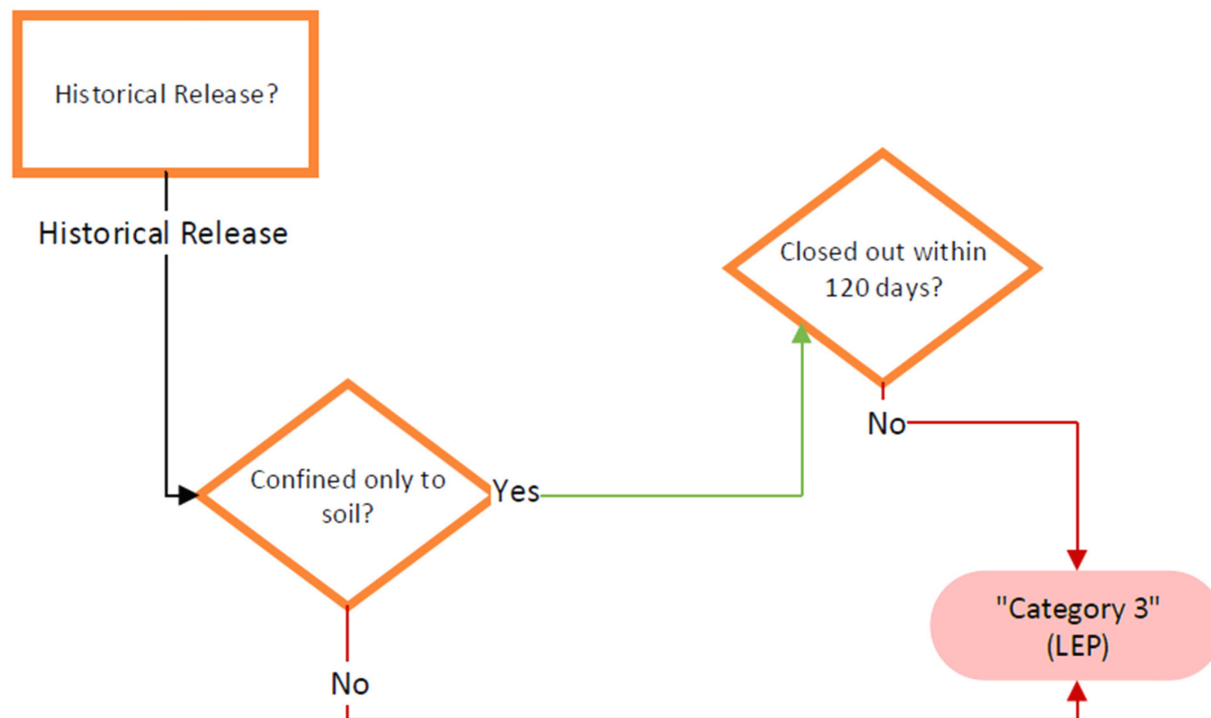 Historical Release?
Historical Release
Closed out within
120 days?
No
Confined only to
soil?
Yes
"Category 3"
(LEP)
No